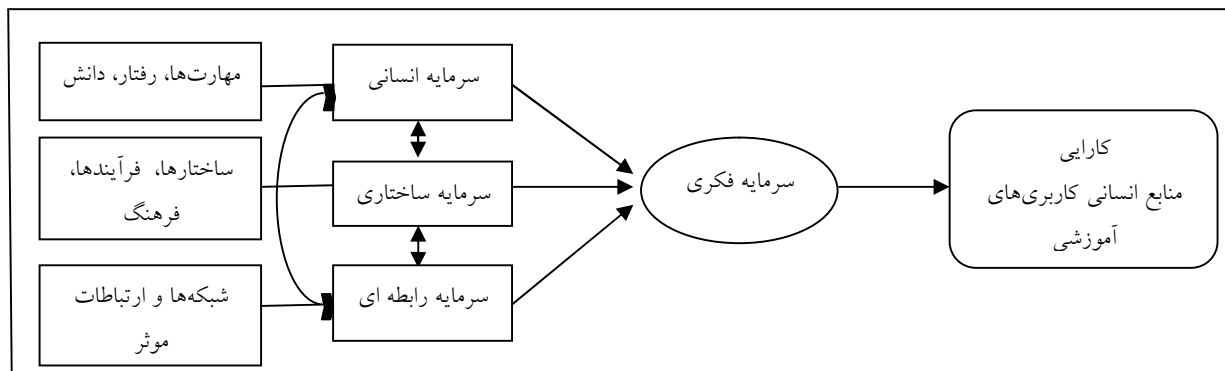 مهارت‌ها، رفتار، دانش
سرمایه انسانی
ساختارها، فرآیندها،
فرهنگ
سرمایه ساختاری
شبکه‌ها و ارتباطات
موثر
سرمایه رابطه ای
سرمایه فکری
کارایی
منابع انسانی کاربری‌های
آموزشی